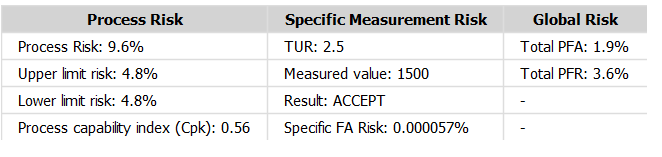 Process Risk Specific Measurement Risk Global Risk
Process Risk: 9.6% TUR: 2.5 Total PFA: 1.9%
Upper limit risk: 4.8% Measured value: 1500 Total PFR: 3.6%
Lower limit risk: 4.8% Result: ACCEPT -
Process capability index (Cpk): 0.56 Specific FA Risk: 0.000057% -